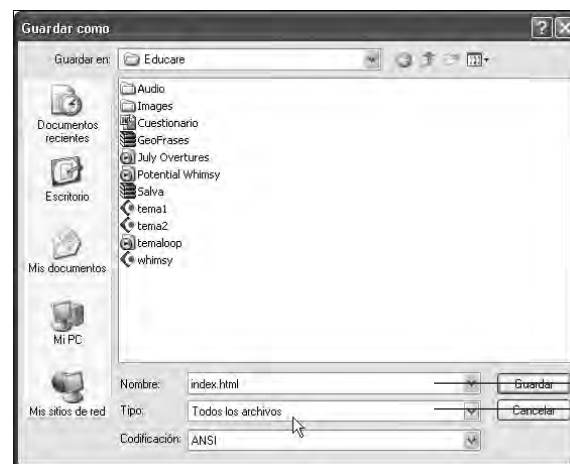 Guardar como
Guardar en: Educare
Documentos recientes
Escritorio
Mis documentos
Mi PC
Mis sitios de red
Audio
Images
Cuestionario
GeoFrases
July Overtures
Potential Whimsy
Salva
tema1
tema2
temaloop
whimsy
Nombre: index.html Guardar
Tipo: Todos los archivos Cancelar
Codificación: ANSI